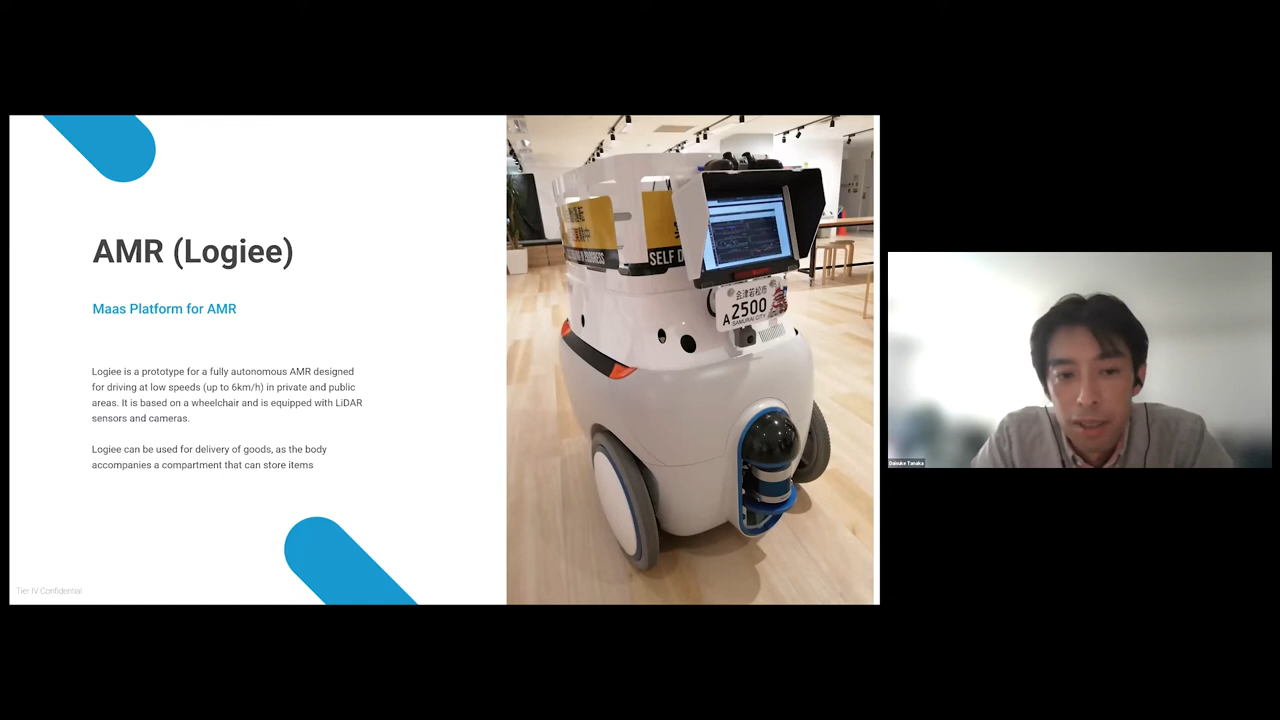 AMR (Logiee)
Maas Platform for AMR
Logiee is a prototype for a fully autonomous AMR designed
for driving at low speeds (up to 6km/h) in private and public
areas. It is based on a wheelchair and is equipped with LiDAR
sensors and cameras.
Logiee can be used for delivery of goods, as the body
accompanies a compartment that can store items
Tier IV Confidential
SELF D
会津若松市
A 2500
SAMURAI CITY
Daisuke Tanaka